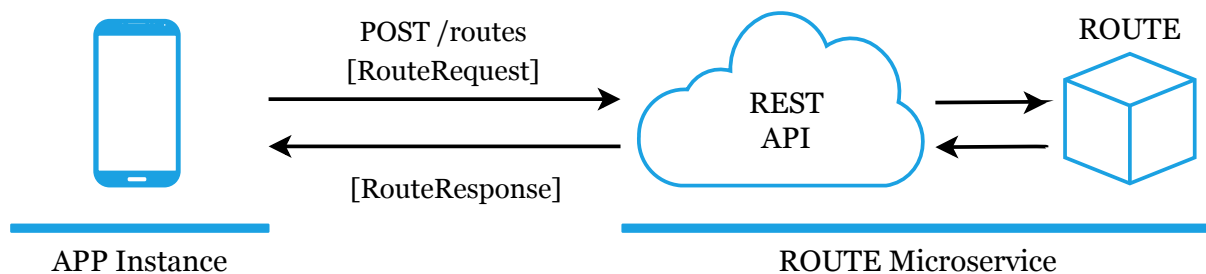 POST /routes
[RouteRequest]
ROUTE
REST
API
[RouteResponse]
APP Instance
ROUTE Microservice